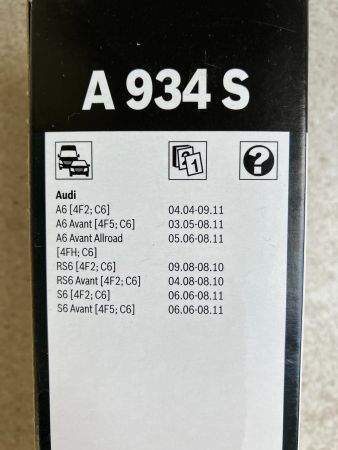 A 934 S
1
?
Audi
A6 [4F2; C6] 04.04-09.11
A6 Avant [4F5; C6] 03.05-08.11
A6 Avant Allroad 05.06-08.11
[4FH; C6]
RS6 [4F2; C6] 09.08-08.10
RS6 Avant [4F2; C6] 04.08-08.10
S6 [4F2; C6] 06.06-08.11
S6 Avant [4F5; C6] 06.06-08.11